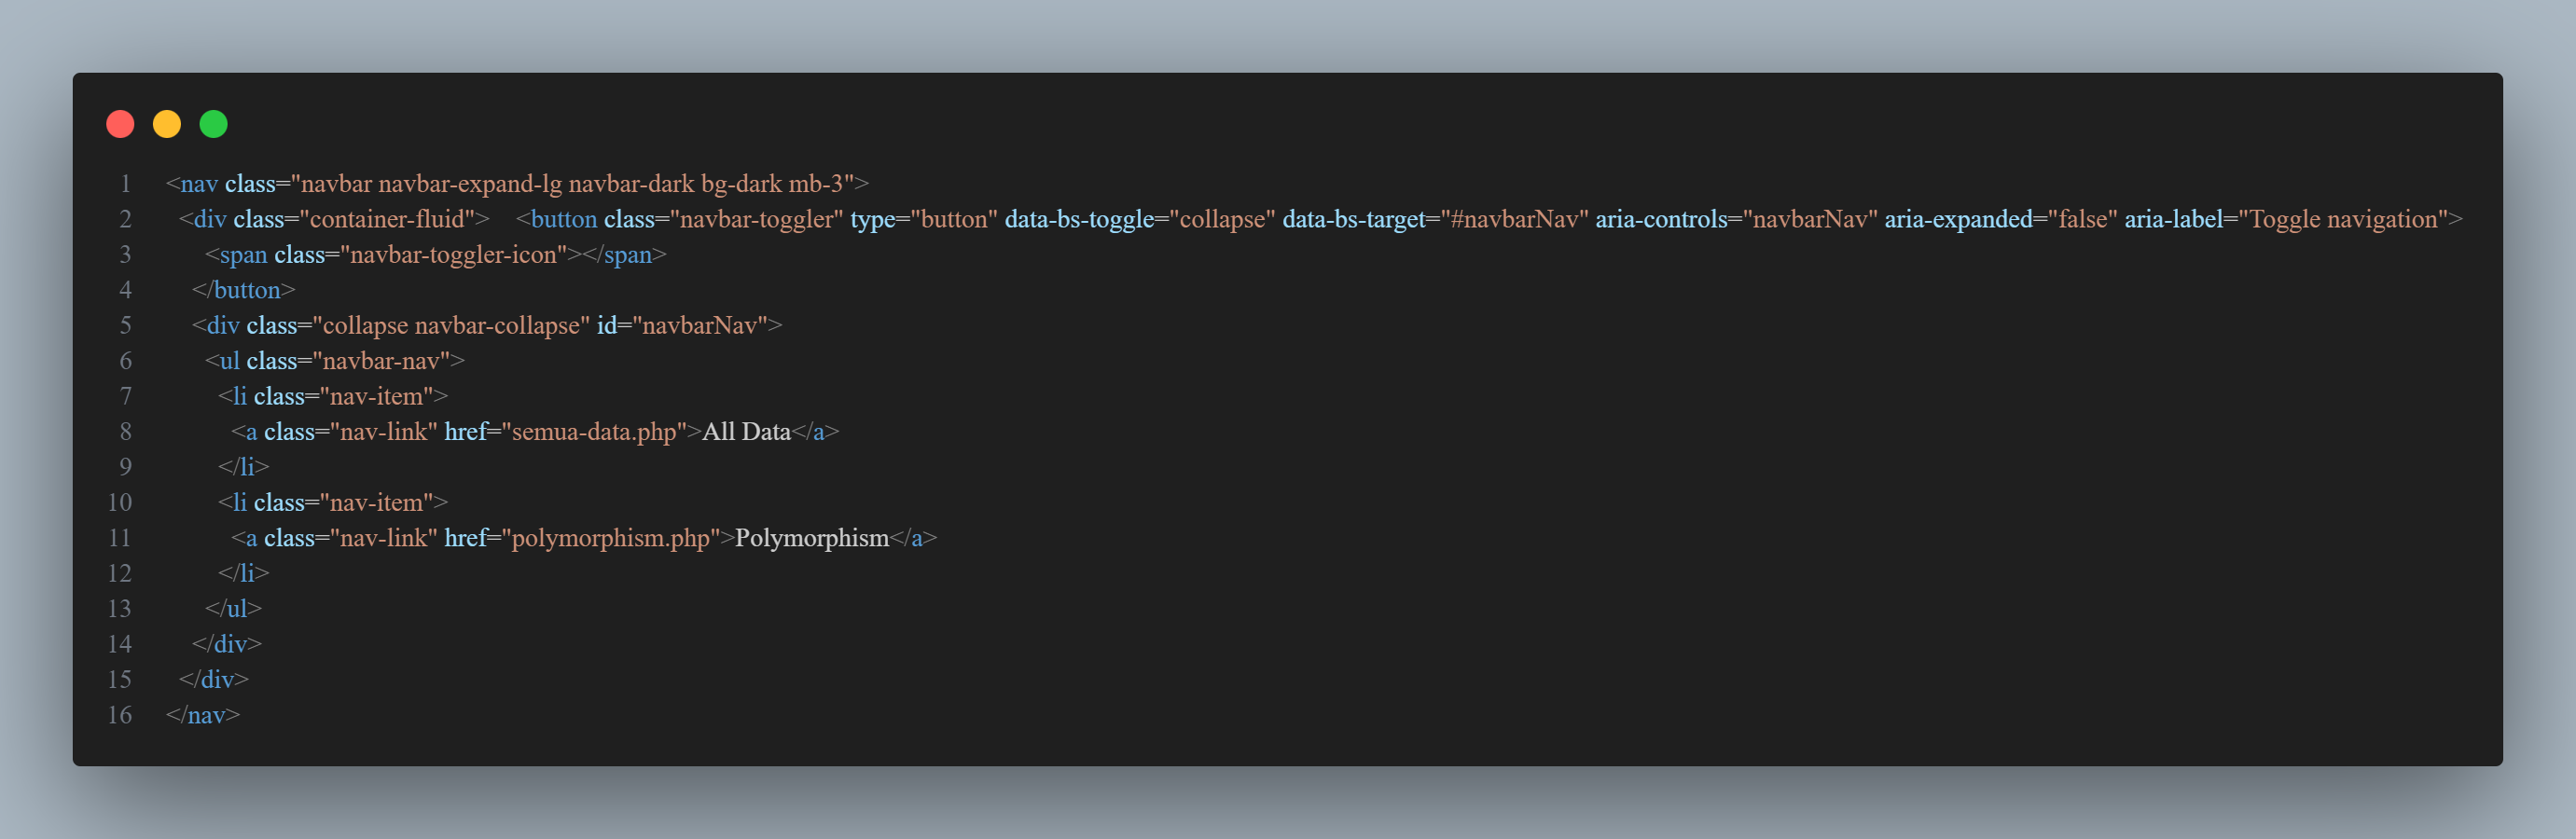 1 <nav class="navbar navbar-expand-lg navbar-dark bg-dark mb-3">
2   <div class="container-fluid">    <button class="navbar-toggler" type="button" data-bs-toggle="collapse" data-bs-target="#navbarNav" aria-controls="navbarNav" aria-expanded="false" aria-label="Toggle navigation">
3       <span class="navbar-toggler-icon"></span>
4     </button>
5     <div class="collapse navbar-collapse" id="navbarNav">
6       <ul class="navbar-nav">
7         <li class="nav-item">
8           <a class="nav-link" href="semua-data.php">All Data</a>
9         </li>
10         <li class="nav-item">
11           <a class="nav-link" href="polymorphism.php">Polymorphism</a>
12         </li>
13       </ul>
14     </div>
15   </div>
16 </nav>